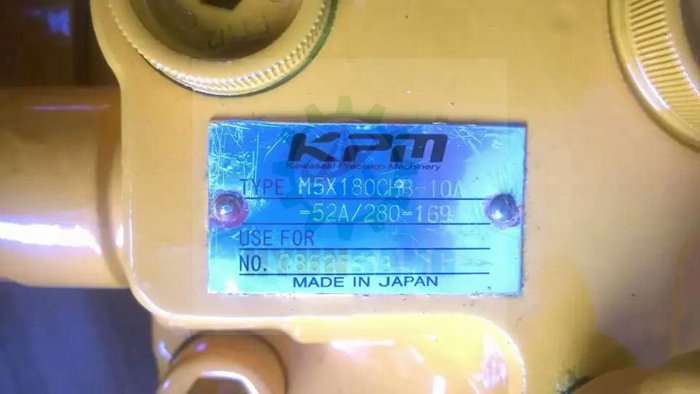 KPM
Kawasaki Precision Machinery
TYPE M5X180CHB-10A
-52A/280-169
USE FOR
NO.
MADE IN JAPAN